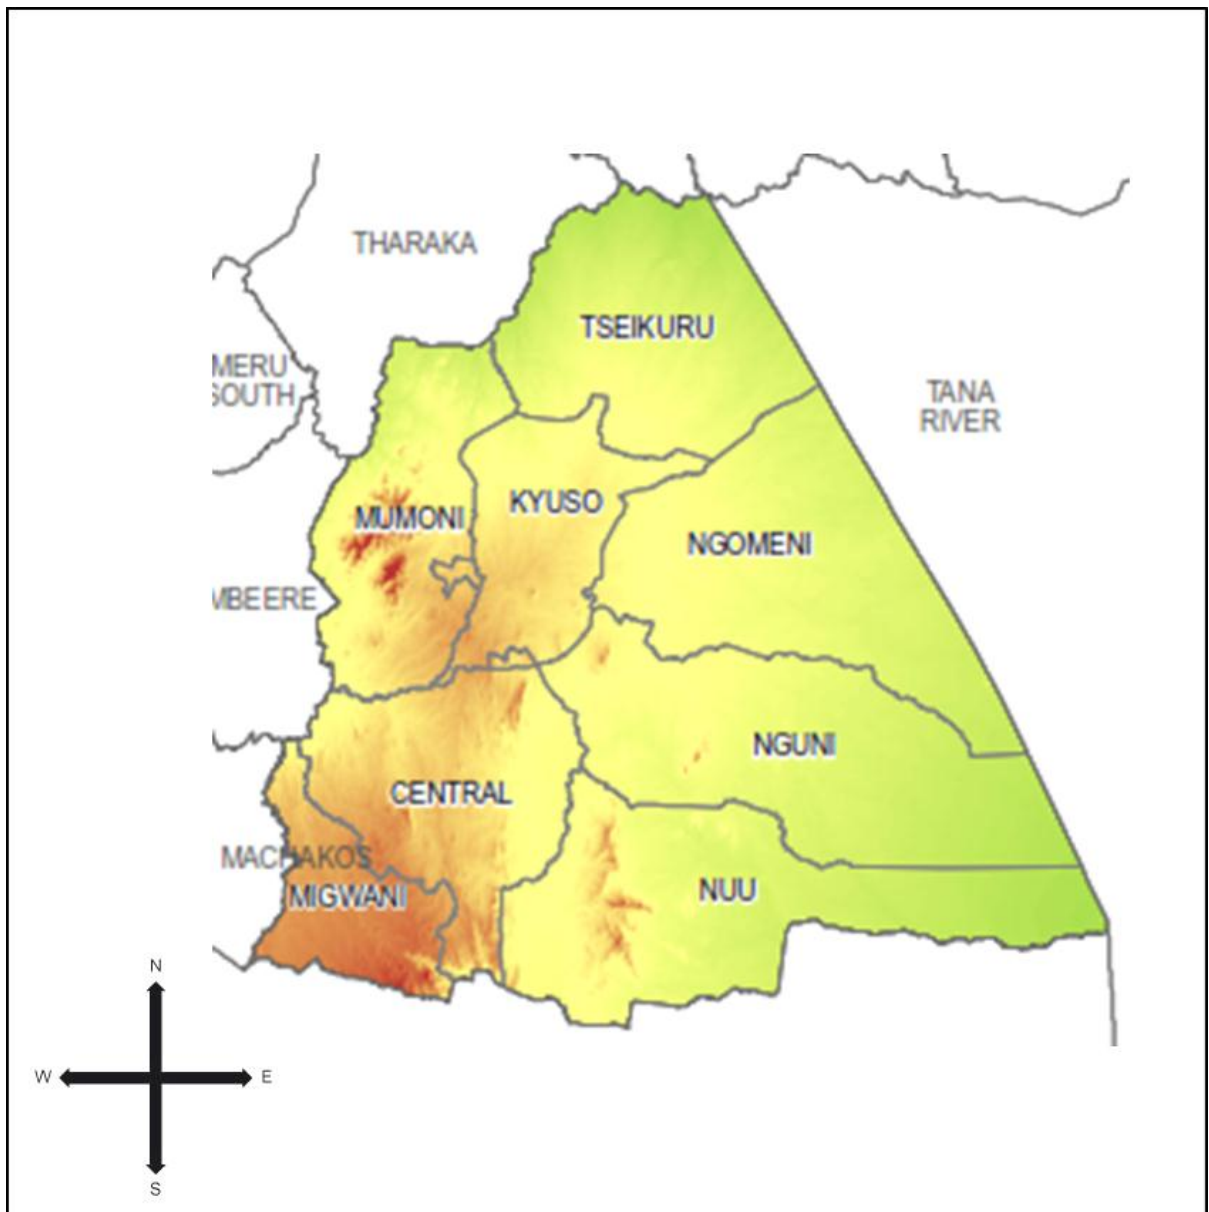 THARAKA
TSEIKURU
MERU
SOUTH
TANA
RIVER
KYUSO
MUMONI
NGOMENI
MBEERE
NGUNI
CENTRAL
MACHAKOS
MIGWANI
NUU
N
W
E
S